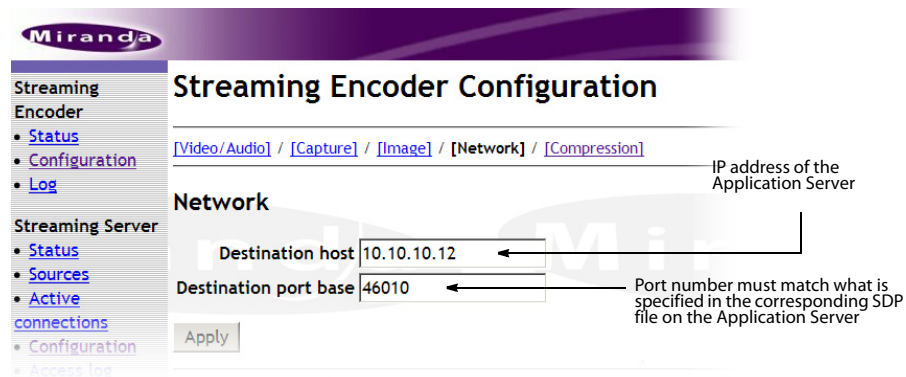 Miranda
Streaming Encoder
• Status
• Configuration
• Log
Streaming Server
• Status
• Sources
• Active connections
• Configuration
• Access log
Streaming Encoder Configuration
[Video/Audio] / [Capture] / [Image] / [Network] / [Compression]
Network
Destination host 10.10.10.12
Destination port base 46010
Apply
IP address of the
Application Server
Port number must match what is
specified in the corresponding SDP
file on the Application Server